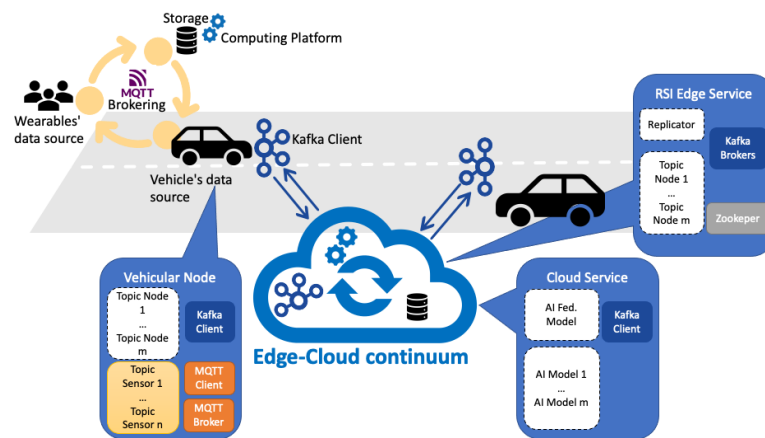 Storage
Computing Platform
MQTT
Brokering
Wearables'
data source
Kafka Client
Vehicle's data
source
RSI Edge Service
Replicator
Topic
Node 1
...
Topic
Node m
Kafka
Brokers
Zookeper
Vehicular Node
Topic Node
1
...
Topic Node
m
Kafka
Client
Topic
Sensor 1
...
Topic
Sensor n
MQTT
Client
MQTT
Broker
Edge-Cloud continuum
Cloud Service
AI Fed.
Model
Kafka
Client
AI Model 1
...
AI Model m